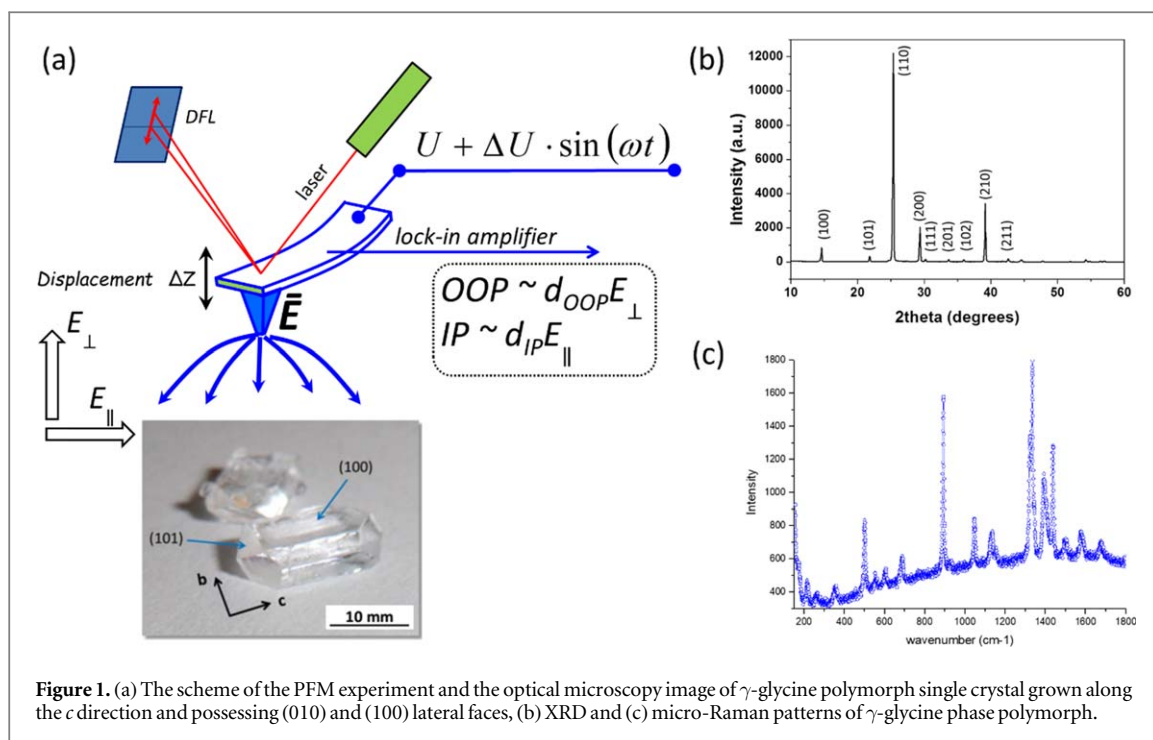 (a)
DFL
laser
U + ΔU · sin (ωt)
lock-in amplifier
Displacement ΔZ
Ē
OOP ~ d_OOP E_⊥
IP ~ d_IP E_∥
E_⊥
E_∥
(100)
(101)
b
c
10 mm
(b)
Intensity (a.u.)
12000
10000
8000
6000
4000
2000
0
(100)
(101)
(110)
(200)
(111)
(201)
(102)
(210)
(211)
10 20 30 40 50 60
2theta (degrees)
(c)
Intensity
1800
1600
1400
1200
1000
800
600
400
200 400 600 800 1000 1200 1400 1600 1800
wavenumber (cm-1)
Figure 1. (a) The scheme of the PFM experiment and the optical microscopy image of γ-glycine polymorph single crystal grown along
the c direction and possessing (010) and (100) lateral faces, (b) XRD and (c) micro-Raman patterns of γ-glycine phase polymorph.